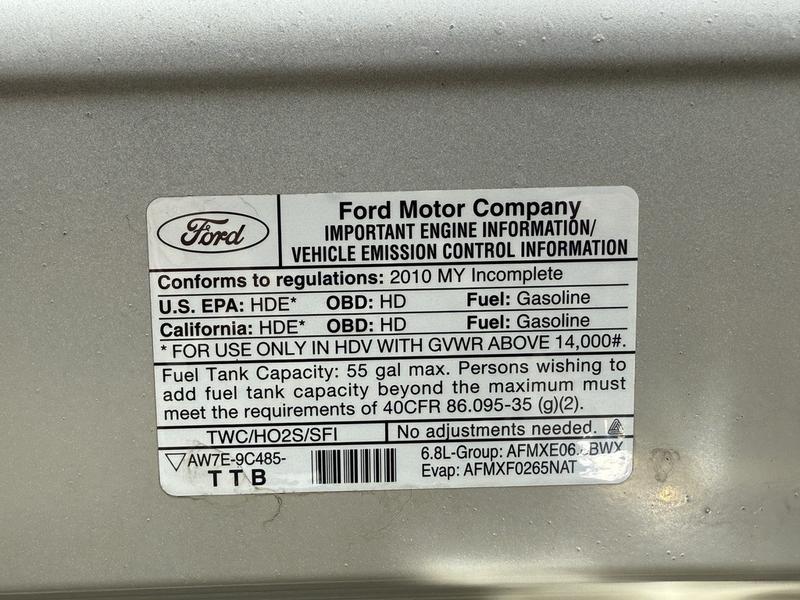 Ford
Ford Motor Company
IMPORTANT ENGINE INFORMATION/
VEHICLE EMISSION CONTROL INFORMATION
Conforms to regulations: 2010 MY Incomplete
U.S. EPA: HDE* OBD: HD Fuel: Gasoline
California: HDE* OBD: HD Fuel: Gasoline
* FOR USE ONLY IN HDV WITH GVWR ABOVE 14,000#.
Fuel Tank Capacity: 55 gal max. Persons wishing to
add fuel tank capacity beyond the maximum must
meet the requirements of 40CFR 86.095-35 (g)(2).
TWC/HO2S/SFI No adjustments needed.
AW7E-9C485-
T T B
6.8L-Group:
Evap: AFMXF0265NAT